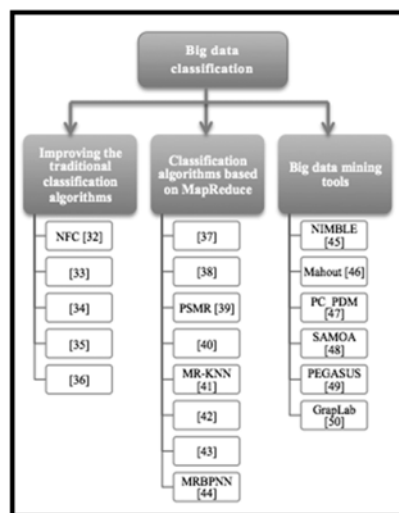 Big data
classification
Improving the
traditional
classification
algorithms
NFC [32]
[33]
[34]
[35]
[36]
Classification
algorithms based
on MapReduce
[37]
[38]
PSMR [39]
[40]
MR-KNN
[41]
[42]
[43]
MRBPNN
[44]
Big data mining
tools
NIMBLE
[45]
Mahout [46]
PC_PDM
[47]
SAMOA
[48]
PEGASUS
[49]
GrapLab
[50]